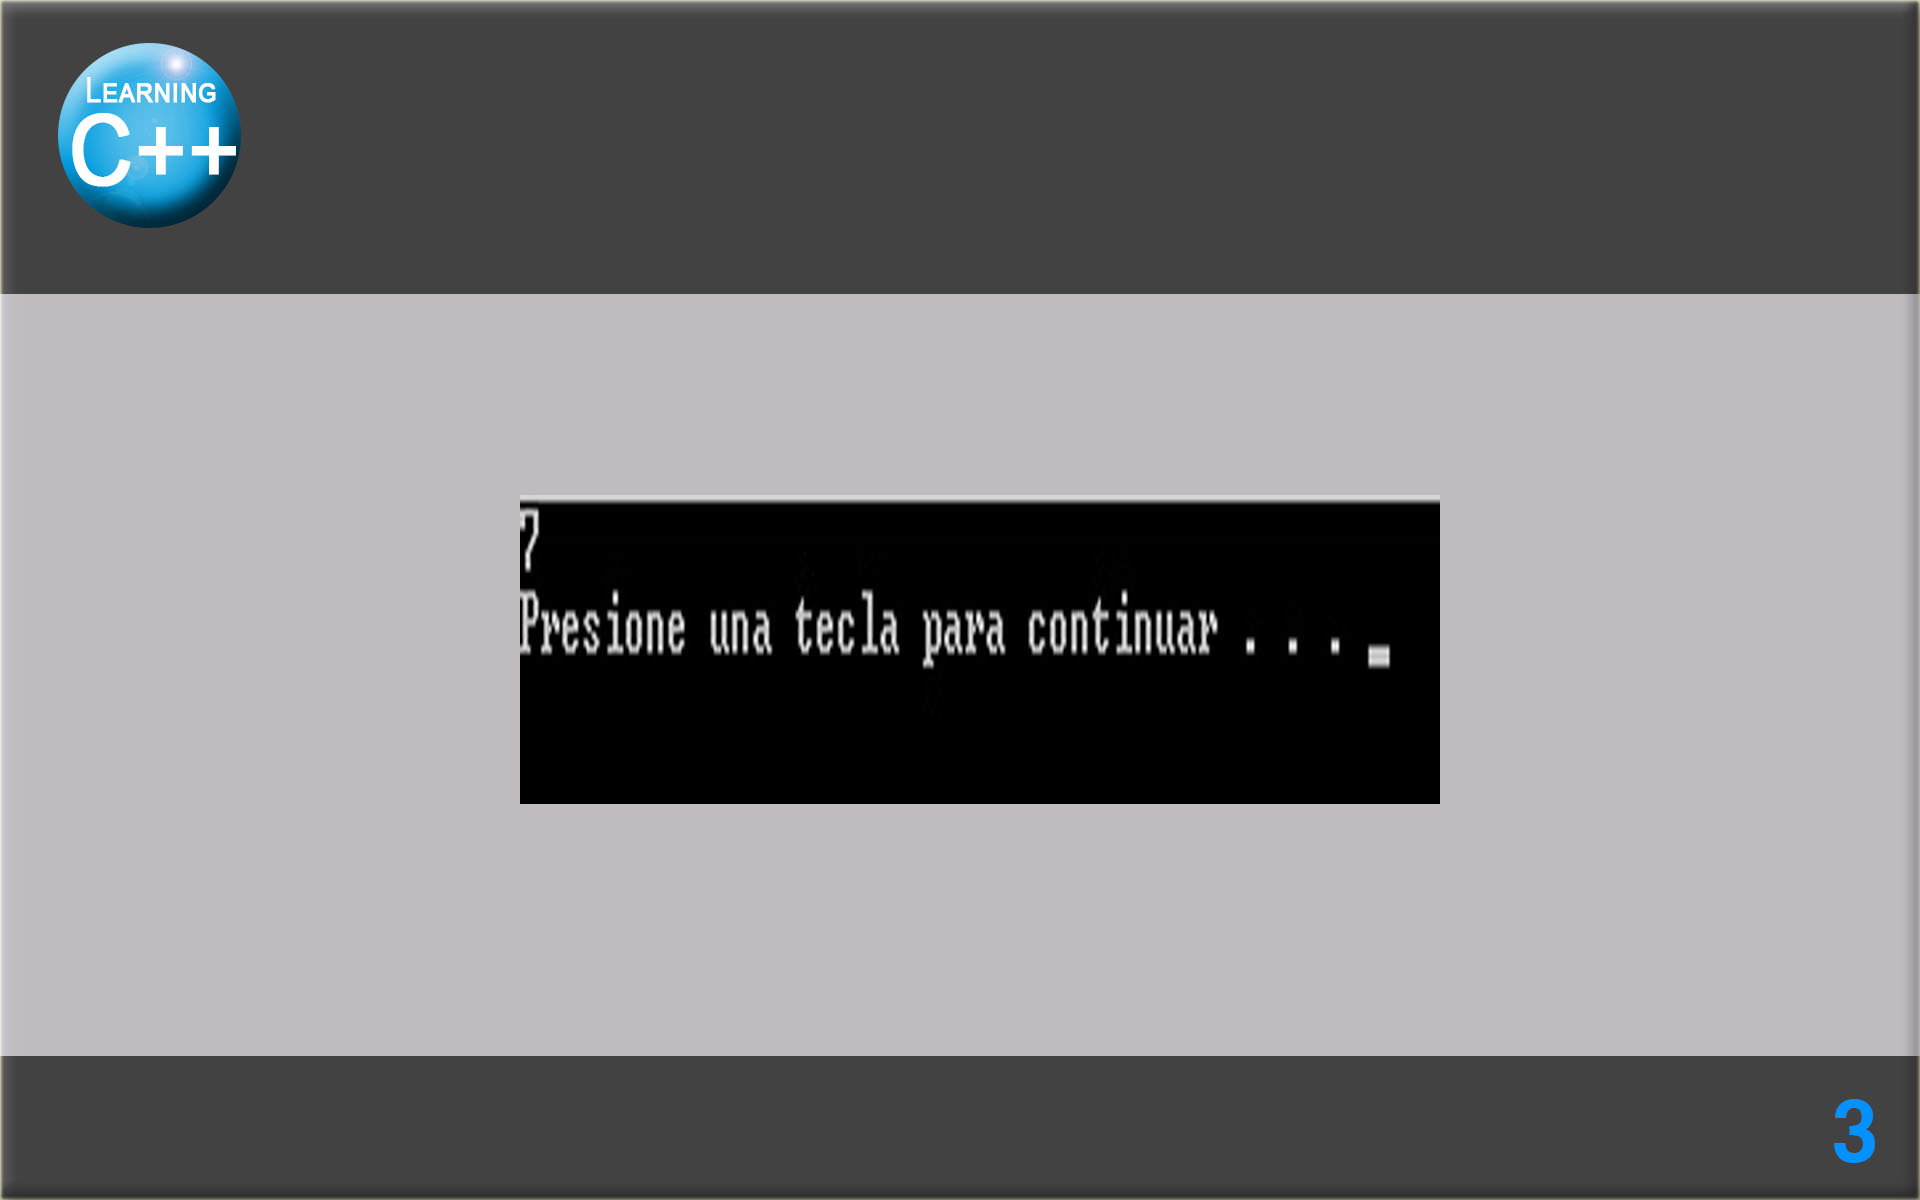 LEARNING
C++
7
Presione una tecla para continuar . . . _
3